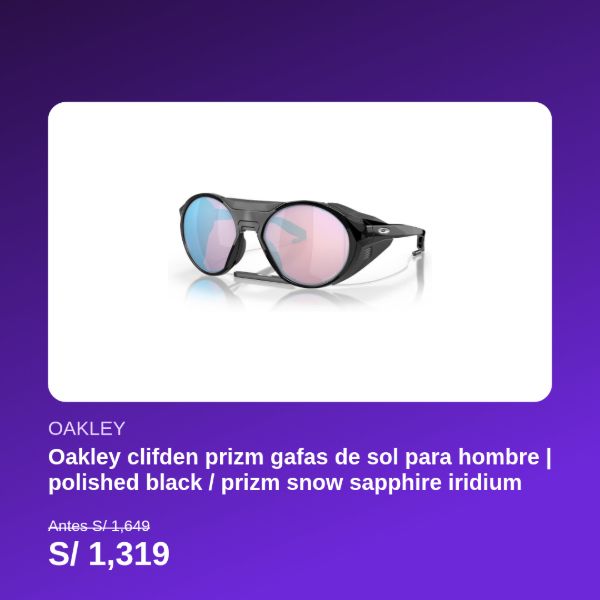 OAKLEY
Oakley clifden prizm gafas de sol para hombre |
polished black / prizm snow sapphire iridium
Antes S/ 1,649
S/ 1,319